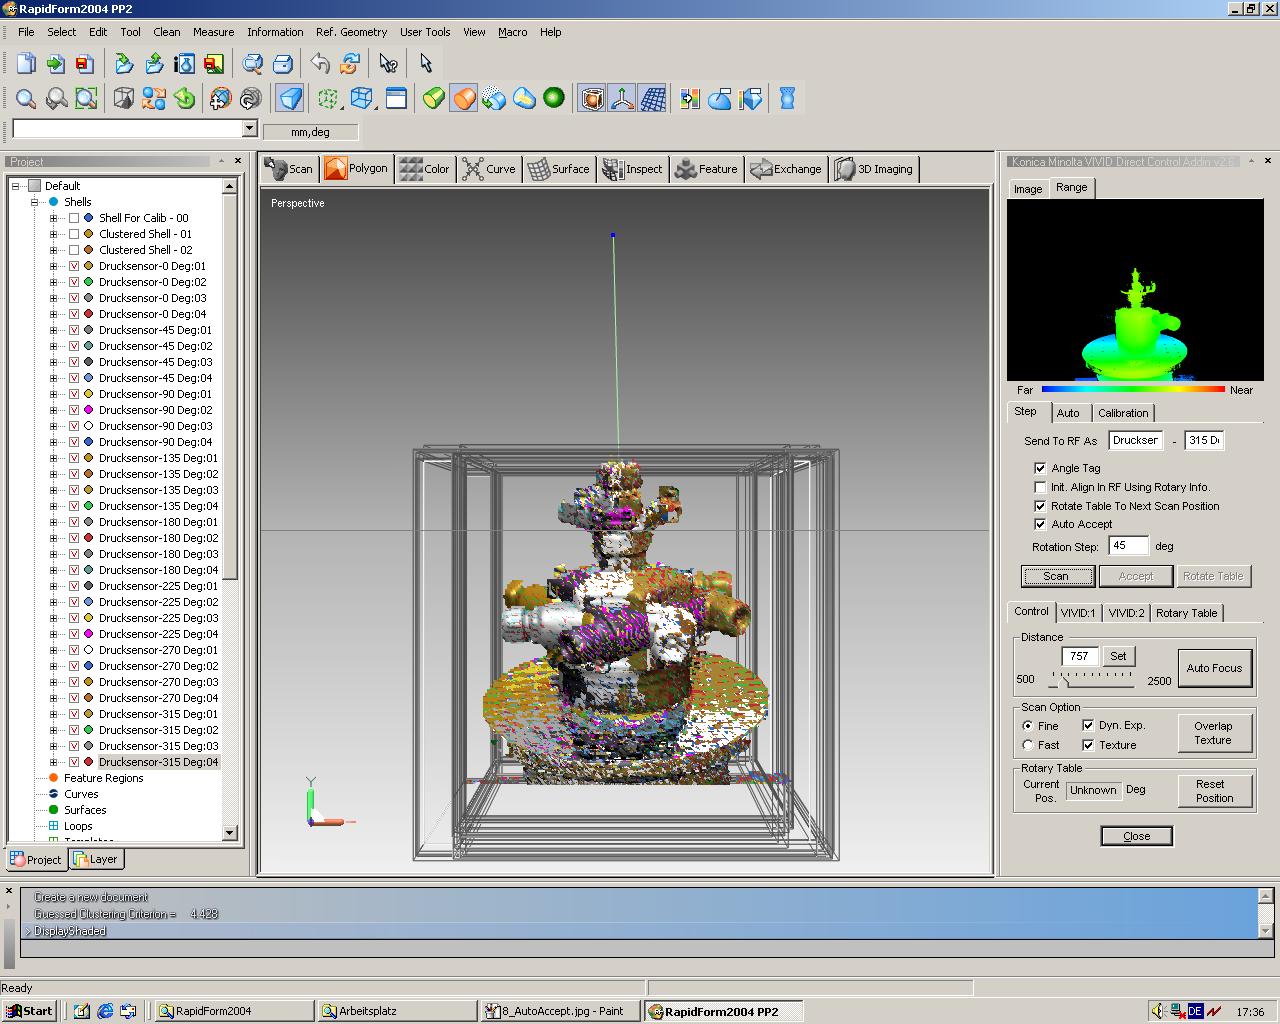 RapidForm2004 PP2
File Select Edit Tool Clean Measure Information Ref. Geometry User Tools View Macro Help
mm,deg
Project
Default
Shells
Shell For Calib - 00
Clustered Shell - 01
Clustered Shell - 02
Drucksensor-0 Deg:01
Drucksensor-0 Deg:02
Drucksensor-0 Deg:03
Drucksensor-0 Deg:04
Drucksensor-45 Deg:01
Drucksensor-45 Deg:02
Drucksensor-45 Deg:03
Drucksensor-45 Deg:04
Drucksensor-90 Deg:01
Drucksensor-90 Deg:02
Drucksensor-90 Deg:03
Drucksensor-90 Deg:04
Drucksensor-135 Deg:01
Drucksensor-135 Deg:02
Drucksensor-135 Deg:03
Drucksensor-135 Deg:04
Drucksensor-180 Deg:01
Drucksensor-180 Deg:02
Drucksensor-180 Deg:03
Drucksensor-180 Deg:04
Drucksensor-225 Deg:01
Drucksensor-225 Deg:02
Drucksensor-225 Deg:03
Drucksensor-225 Deg:04
Drucksensor-270 Deg:01
Drucksensor-270 Deg:02
Drucksensor-270 Deg:03
Drucksensor-270 Deg:04
Drucksensor-315 Deg:01
Drucksensor-315 Deg:02
Drucksensor-315 Deg:03
Drucksensor-315 Deg:04
Feature Regions
Curves
Surfaces
Loops
Project Layer
Scan Polygon Color Curve Surface Inspect Feature Exchange 3D Imaging
Perspective
Y
Konica Minolta VIVID Direct Control Addin v2.6
Image Range
Far Near
Step Auto Calibration
Send To RF As Druckser - 315 D
Angle Tag
Init. Align In RF Using Rotary Info.
Rotate Table To Next Scan Position
Auto Accept
Rotation Step: 45 deg
Scan Accept Rotate Table
Control VIVID:1 VIVID:2 Rotary Table
Distance
757 Set
500 2500
Auto Focus
Scan Option
Fine Dyn. Exp.
Fast Texture
Overlap
Texture
Rotary Table
Current
Pos. Unknown Deg
Reset
Position
Close
Create a new document
Guessed Clustering Criterion = 4.428
> DisplayShaded
Ready
Start RapidForm2004 Arbeitsplatz 8_AutoAccept.jpg - Paint RapidForm2004 PP2 DE 17:36